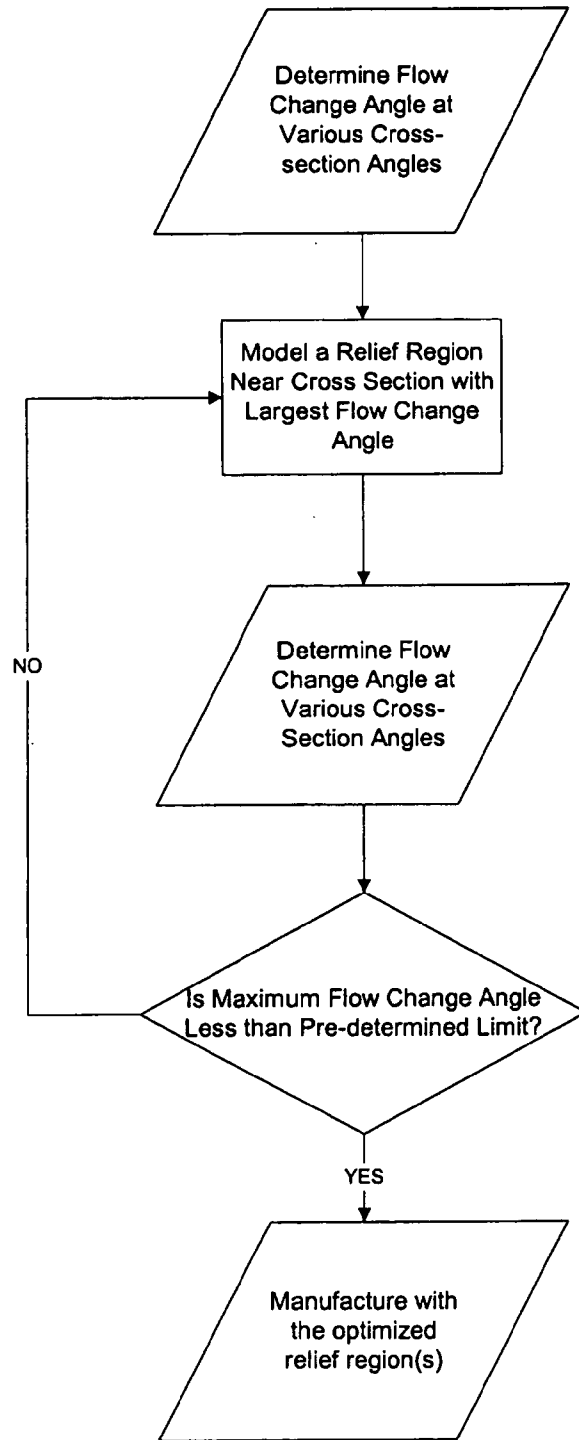 Determine Flow
Change Angle at
Various Cross-
section Angles
Model a Relief Region
Near Cross Section with
Largest Flow Change
Angle
Determine Flow
Change Angle at
Various Cross-
Section Angles
NO
Is Maximum Flow Change Angle
Less than Pre-determined Limit?
YES
Manufacture with
the optimized
relief region(s)